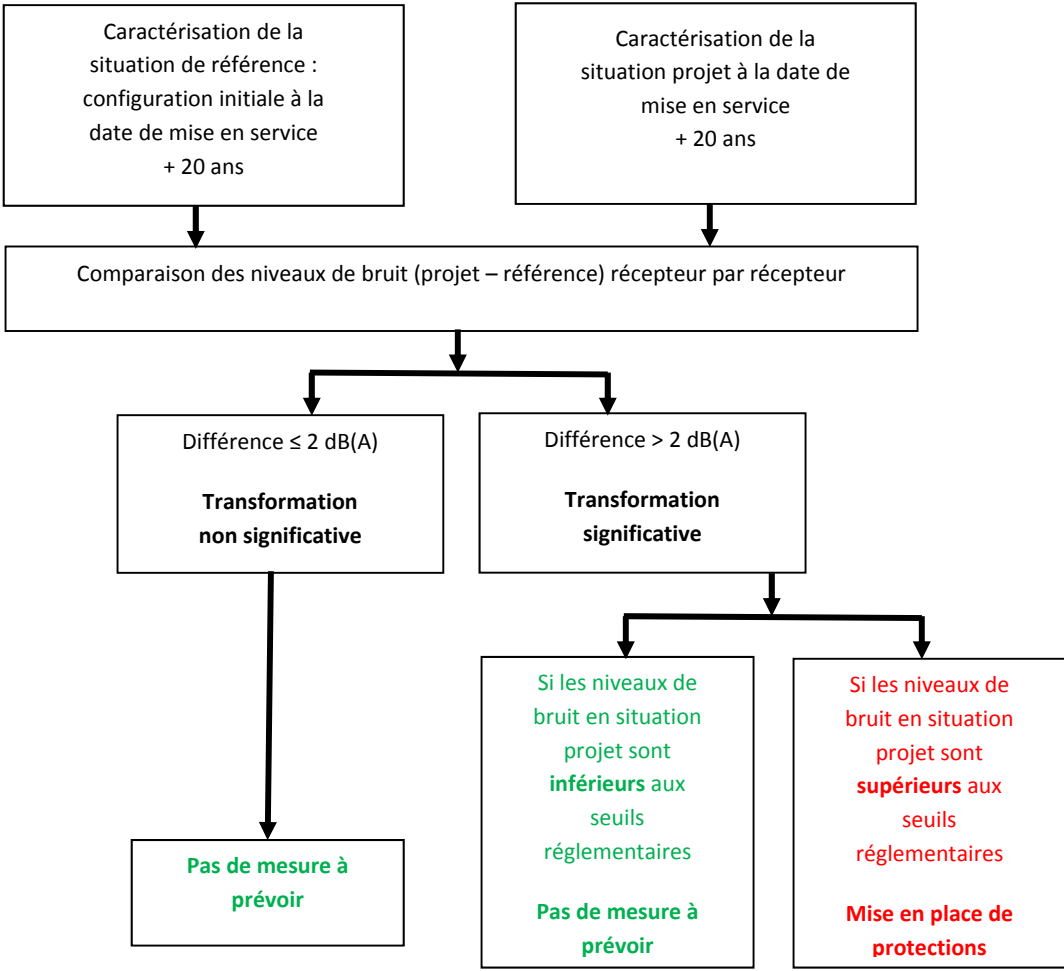 Caractérisation de la
situation de référence :
configuration initiale à la
date de mise en service
+ 20 ans
Caractérisation de la
situation projet à la date de
mise en service
+ 20 ans
Comparaison des niveaux de bruit (projet – référence) récepteur par récepteur
Différence ≤ 2 dB(A)
Transformation
non significative
Différence > 2 dB(A)
Transformation
significative
Pas de mesure à
prévoir
Si les niveaux de
bruit en situation
projet sont
inférieurs aux
seuils
réglementaires
Pas de mesure à
prévoir
Si les niveaux de
bruit en situation
projet sont
supérieurs aux
seuils
réglementaires
Mise en place de
protections